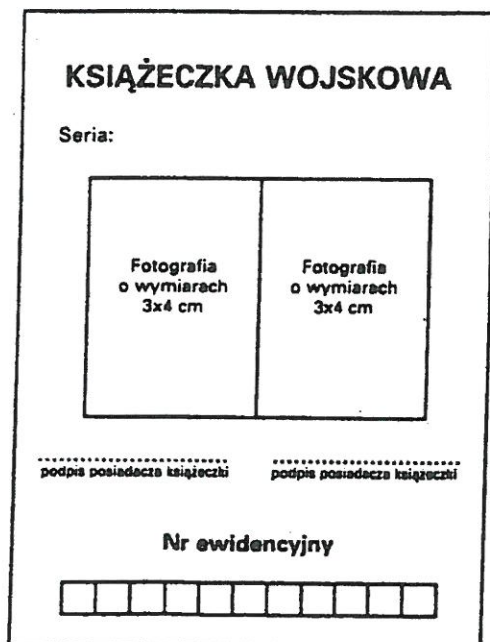 KSIĄŻECZKA WOJSKOWA
Seria:
Fotografia
o wymiarach
3x4 cm
Fotografia
o wymiarach
3x4 cm
podpis posiadacza książeczki
podpis posiadacza książeczki
Nr ewidencyjny